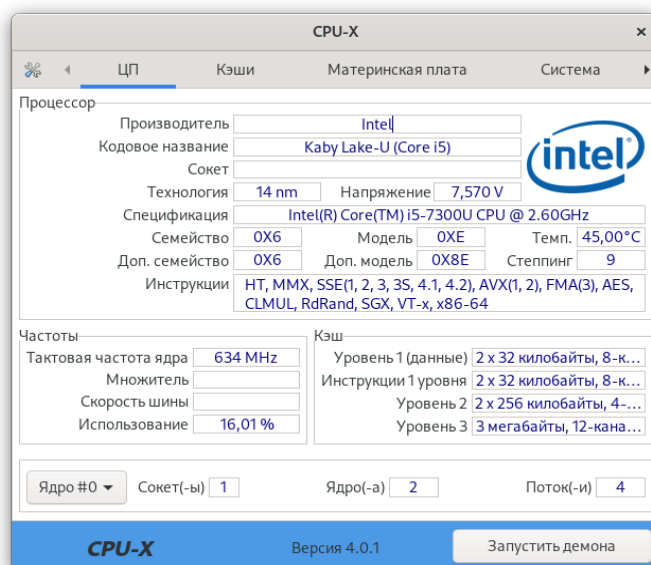 CPU-X
ЦП Кэши Материнская плата Система
Процессор
Производитель Intel
Кодовое название Kaby Lake-U (Core i5)
Сокет
intel
Технология 14 nm Напряжение 7,570 V
Спецификация Intel(R) Core(TM) i5-7300U CPU @ 2.60GHz
Семейство 0X6 Модель 0XE Темп. 45,00°C
Доп. семейство 0X6 Доп. модель 0X8E Степпинг 9
Инструкции HT, MMX, SSE(1, 2, 3, 3S, 4.1, 4.2), AVX(1, 2), FMA(3), AES,
CLMUL, RdRand, SGX, VT-x, x86-64
Частоты Кэш
Тактовая частота ядра 634 MHz Уровень 1 (данные) 2 x 32 килобайты, 8-к...
Множитель Инструкции 1 уровня 2 x 32 килобайты, 8-к...
Скорость шины Уровень 2 2 x 256 килобайты, 4-...
Использование 16,01 % Уровень 3 3 мегабайты, 12-кана...
Ядро #0 Сокет(-ы) 1 Ядро(-а) 2 Поток(-и) 4
CPU-X Версия 4.0.1 Запустить демона